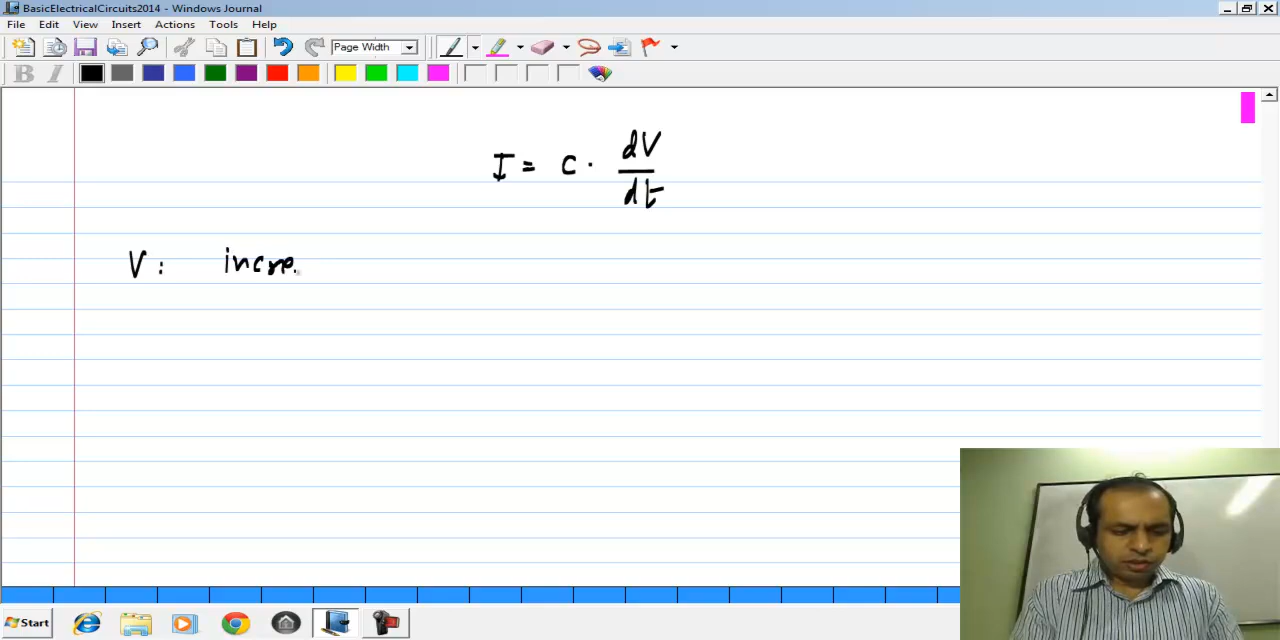 BasicElectricalCircuits2014 - Windows Journal
File Edit View Insert Actions Tools Help
Page Width
B I
I = C · dV
dt
V : incre
Start